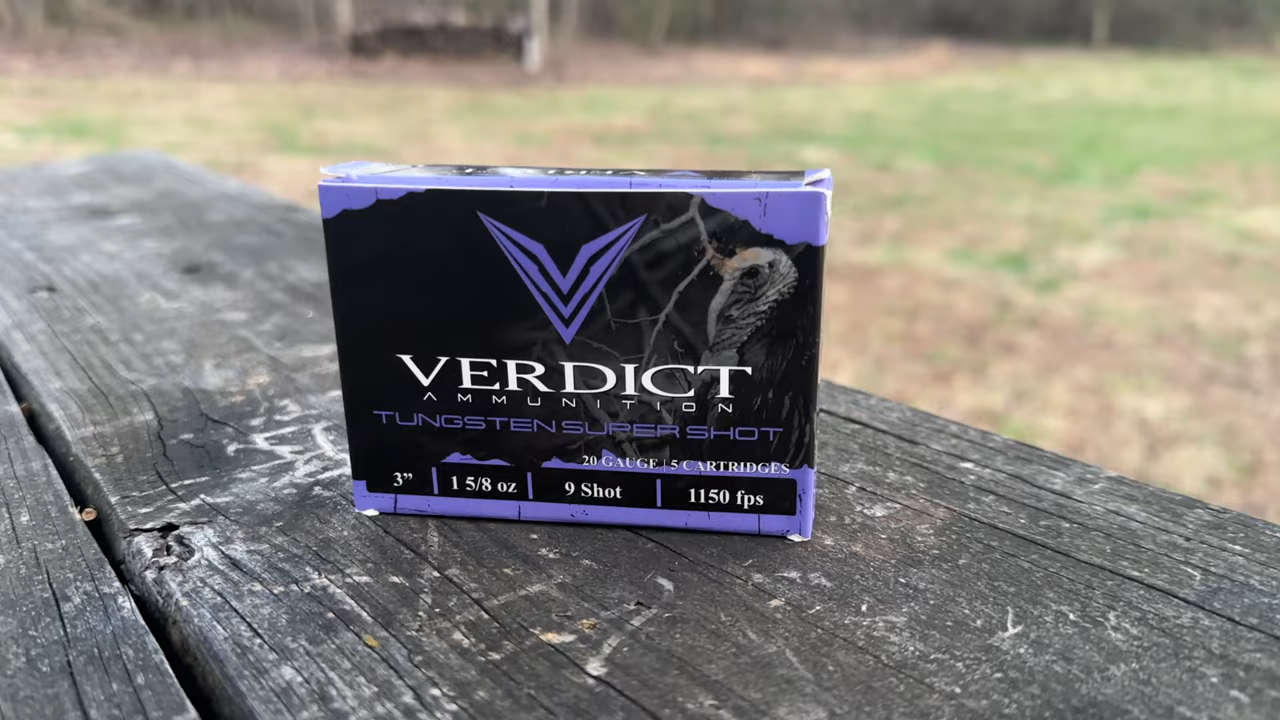 VERDICT
AMMUNITION
TUNGSTEN SUPER SHOT
20 GAUGE | 5 CARTRIDGES
3” 1 5/8 oz 9 Shot 1150 fps